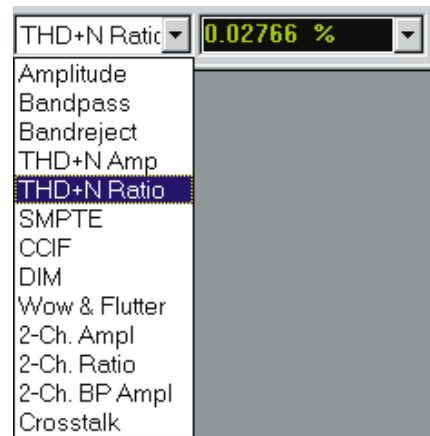 THD+N Ratio 0.02766 %
Amplitude
Bandpass
Bandreject
THD+N Amp
THD+N Ratio
SMPTE
CCIF
DIM
Wow & Flutter
2-Ch. Ampl
2-Ch. Ratio
2-Ch. BP Ampl
Crosstalk